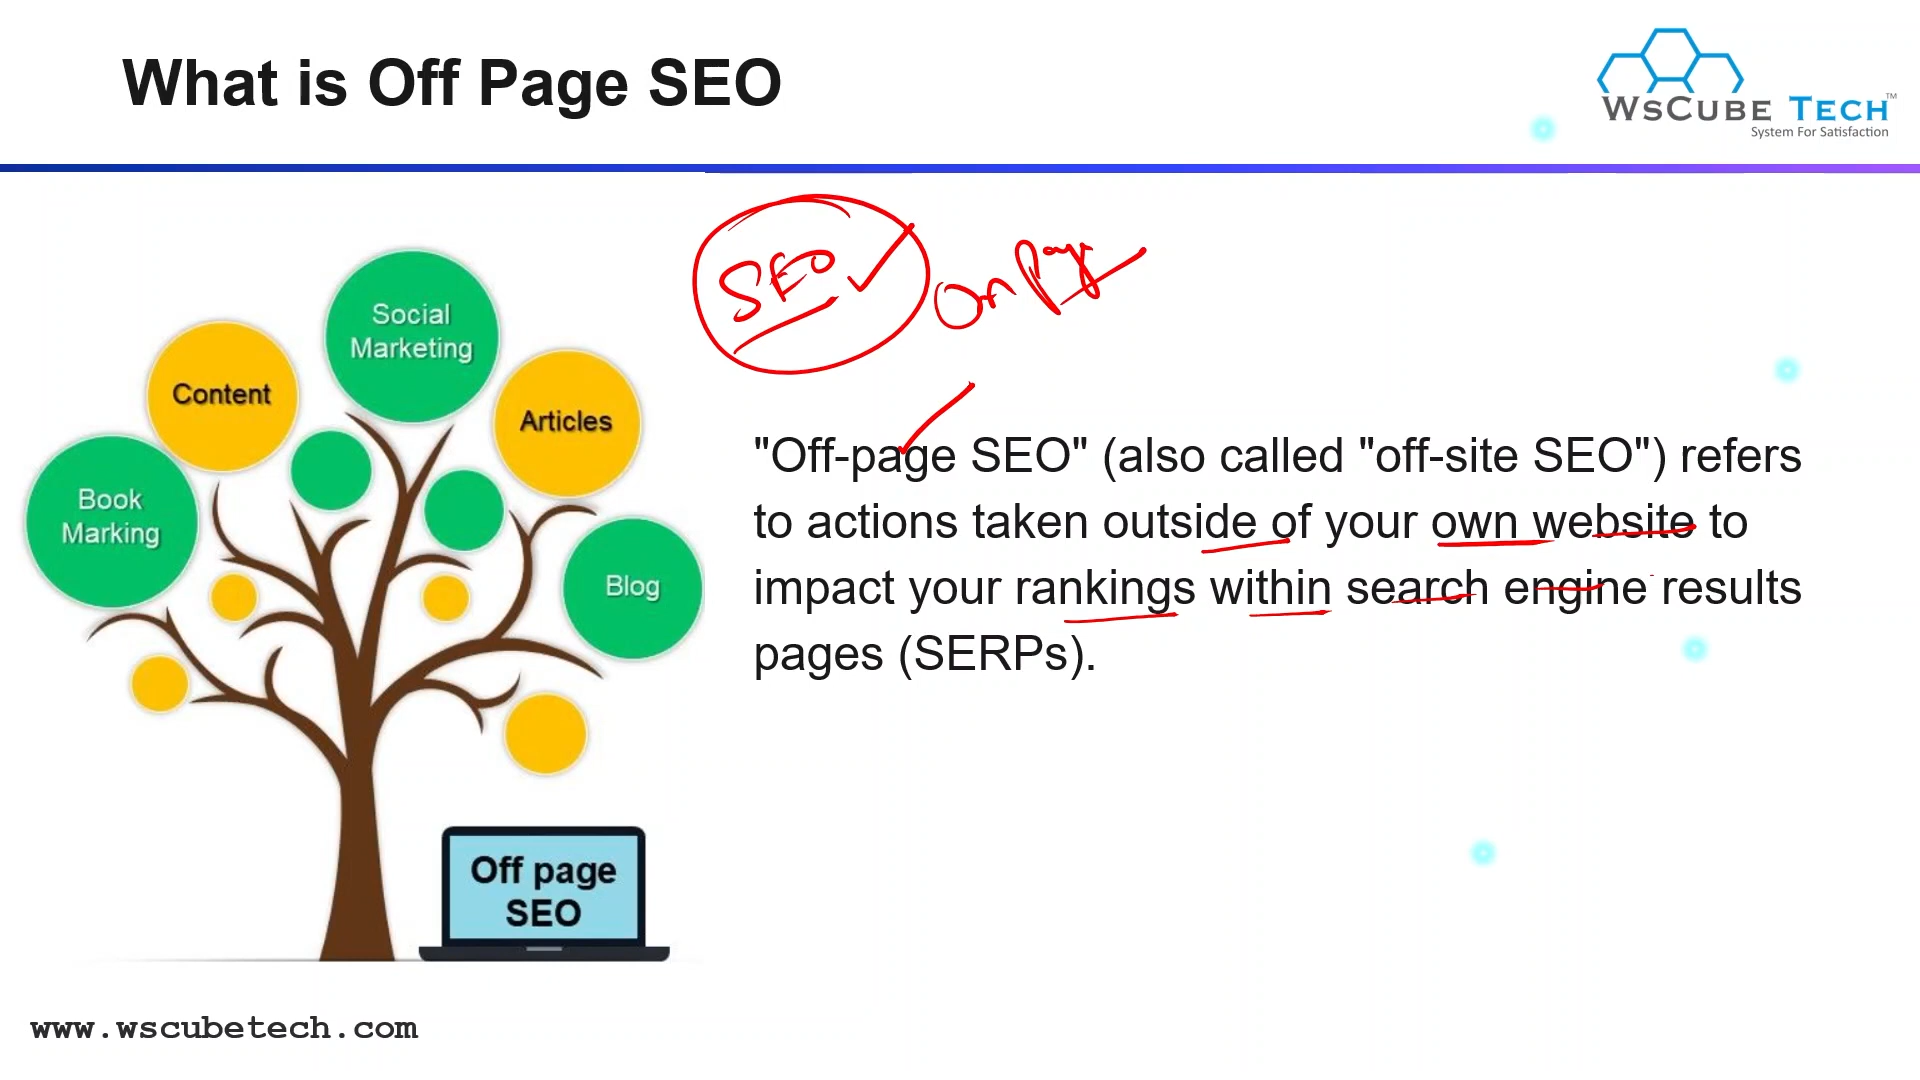 What is Off Page SEO
WSCUBE TECH™
System For Satisfaction
SEO
On Page
Social
Marketing
Content
Articles
Book
Marking
Blog
"Off-page SEO" (also called "off-site SEO") refers
to actions taken outside of your own website to
impact your rankings within search engine results
pages (SERPs).
Off page
SEO
www.wscubetech.com